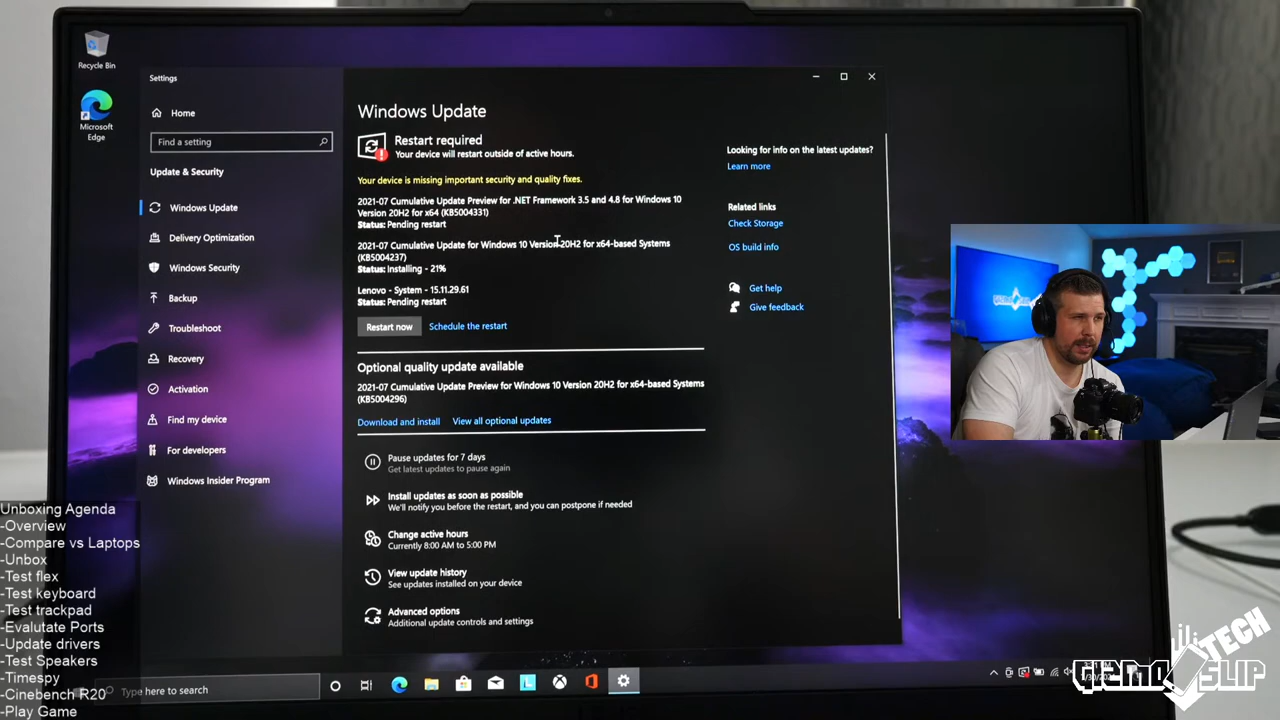 Recycle Bin
Microsoft
Edge
Settings
Home
Find a setting
Update & Security
Windows Update
Delivery Optimization
Windows Security
Backup
Troubleshoot
Recovery
Activation
Find my device
For developers
Windows Insider Program
Windows Update
Restart required
Your device will restart outside of active hours.
Your device is missing important security and quality fixes.
2021-07 Cumulative Update Preview for .NET Framework 3.5 and 4.8 for Windows 10
Version 20H2 for x64 (KB5004331)
Status: Pending restart
2021-07 Cumulative Update for Windows 10 Version 20H2 for x64-based Systems
(KB5004237)
Status: Installing - 21%
Lenovo - System - 15.11.29.61
Status: Pending restart
Restart now
Schedule the restart
Optional quality update available
2021-07 Cumulative Update Preview for Windows 10 Version 20H2 for x64-based Systems
(KB5004296)
Download and install
View all optional updates
Pause updates for 7 days
Get latest updates to pause again
Install updates as soon as possible
We'll notify you before the restart, and you can postpone if needed
Change active hours
Currently 8:00 AM to 5:00 PM
View update history
See updates installed on your device
Advanced options
Additional update controls and settings
Looking for info on the latest updates?
Learn more
Related links
Check Storage
OS build info
Get help
Give feedback
Unboxing Agenda
-Overview
-Compare vs Laptops
-Unbox
-Test flex
-Test keyboard
-Test trackpad
-Evalutate Ports
-Update drivers
-Test Speakers
-Timespy
-Cinebench R20
-Play Game
Type here to search
TECH
GIZMO SLIP